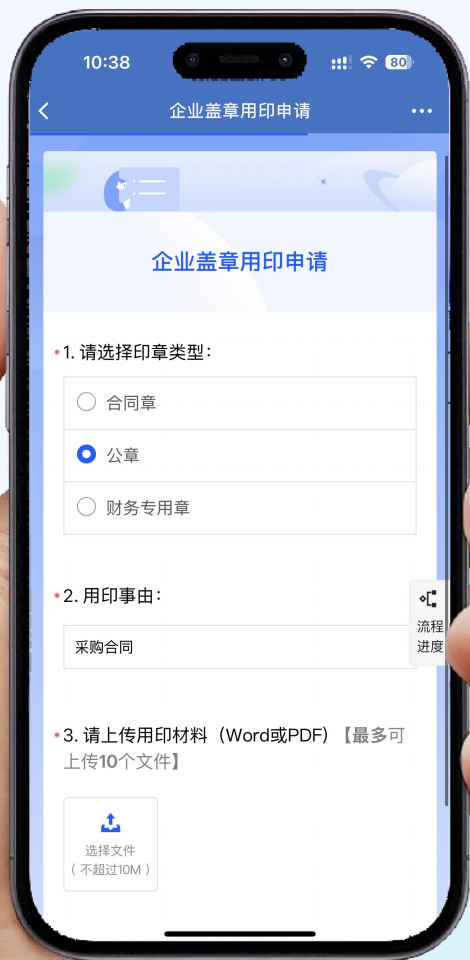 10:38
80
企业盖章用印申请
企业盖章用印申请
*1. 请选择印章类型：
合同章
公章
财务专用章
*2. 用印事由：
采购合同
流程
进度
*3. 请上传用印材料（Word或PDF）【最多可
上传10个文件】
选择文件
（不超过10M）